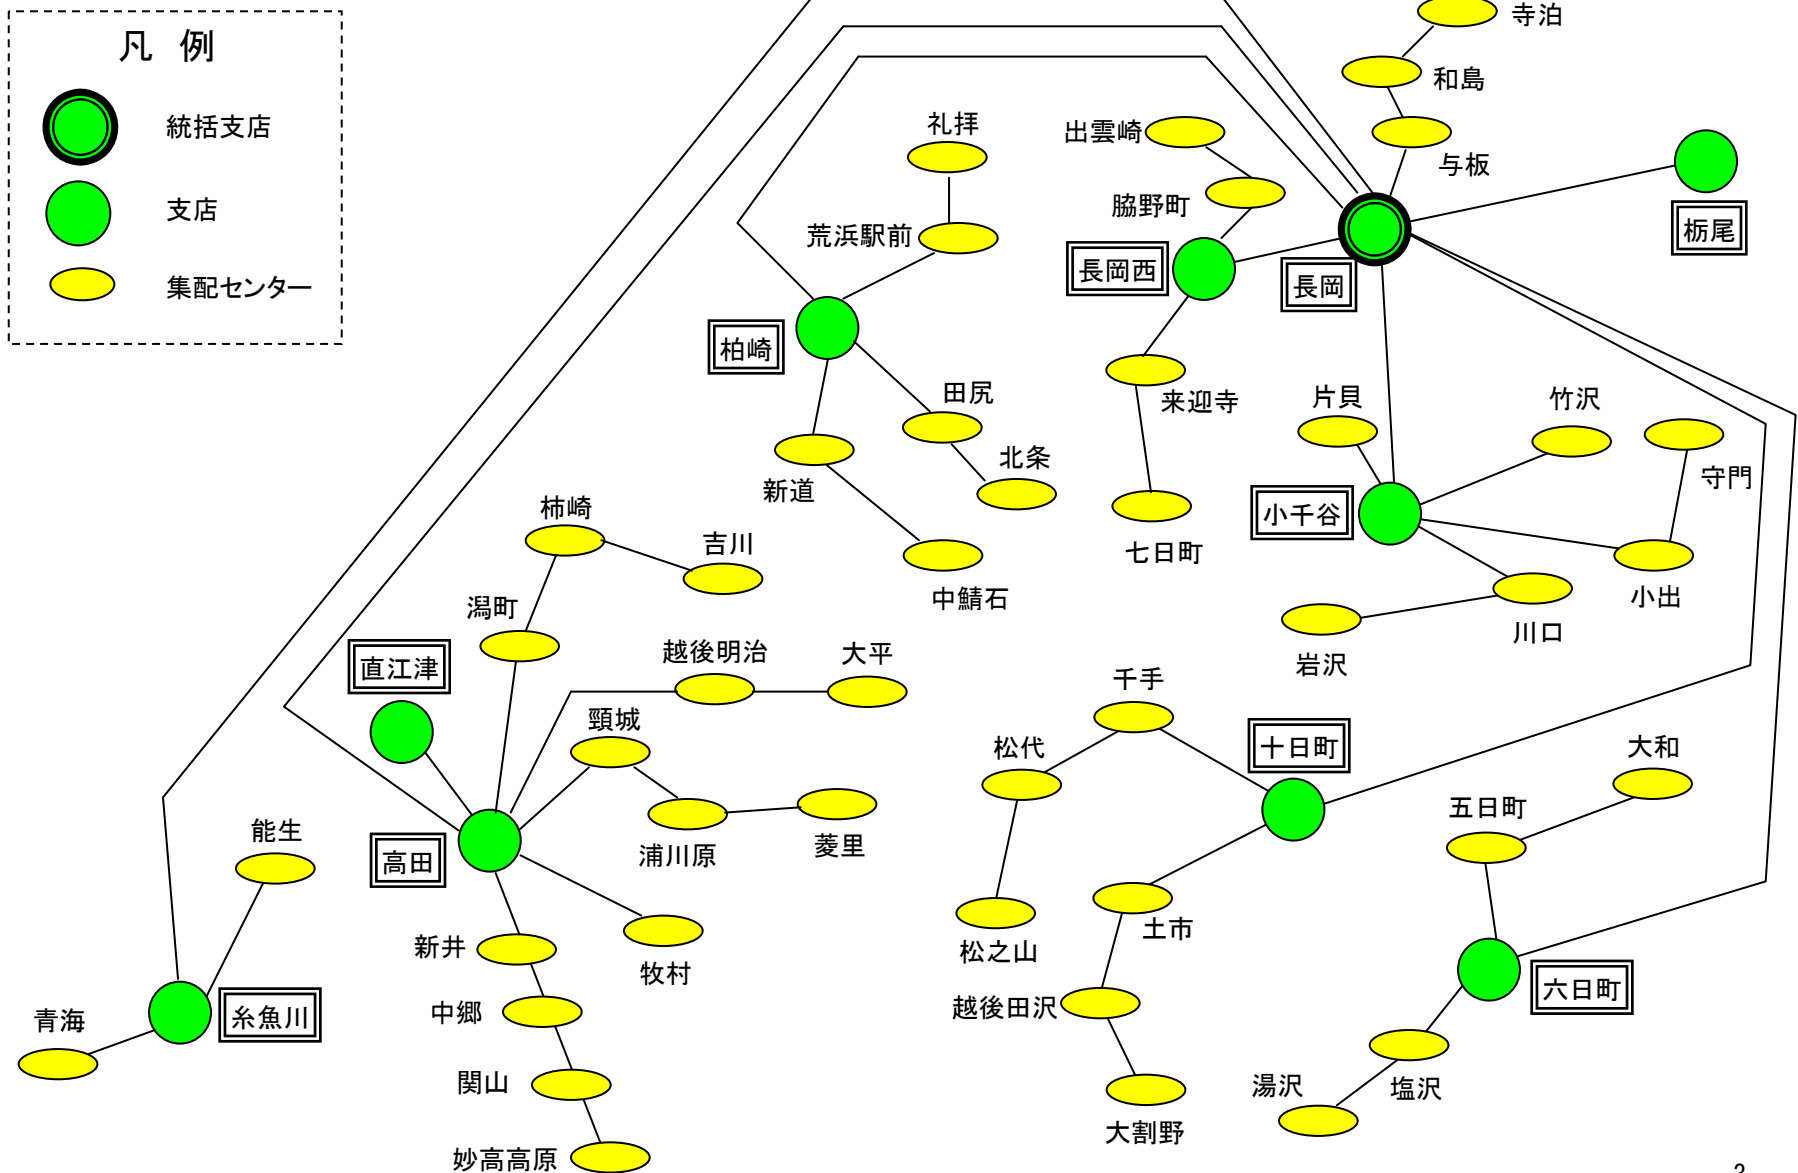 凡 例
統括支店
支店
集配センター
寺泊
和島
与板
栃尾
礼拝
出雲崎
脇野町
荒浜駅前
長岡西
長岡
柏崎
田尻
来迎寺
片貝
竹沢
新道
北条
守門
柿崎
小千谷
吉川
七日町
中鯖石
潟町
小出
川口
直江津
越後明治
大平
岩沢
千手
頸城
松代
十日町
大和
五日町
能生
高田
浦川原
菱里
新井
牧村
松之山
土市
青海
糸魚川
中郷
越後田沢
六日町
関山
湯沢
塩沢
大割野
妙高高原